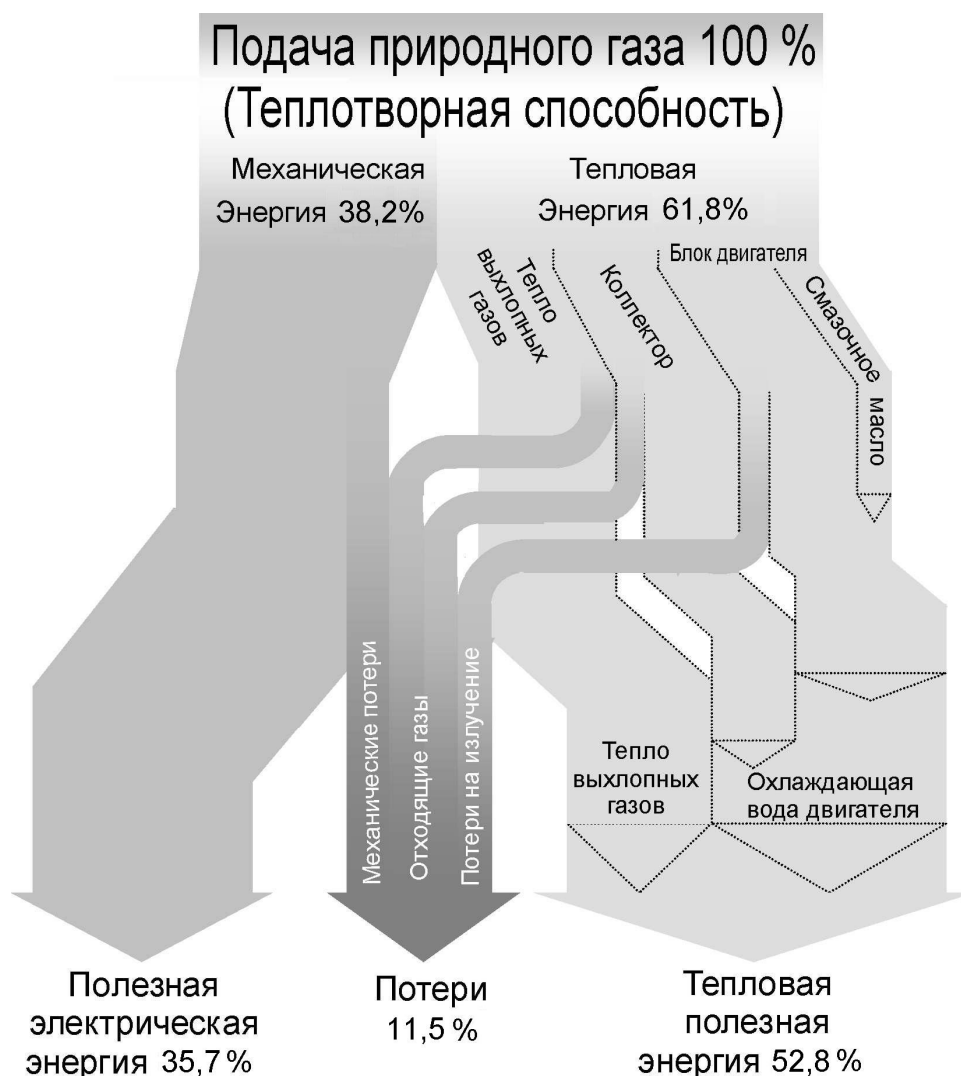 Подача природного газа 100 %
(Теплотворная способность)
Механическая
Энергия 38,2%
Тепловая
Энергия 61,8%
Тепло
выхлопных
газов
Коллектор
Блок двигателя
Смазочное масло
Механические потери
Отходящие газы
Потери на излучение
Тепло
выхлопных
газов
Охлаждающая
вода двигателя
Полезная
электрическая
энергия 35,7 %
Потери
11,5 %
Тепловая
полезная
энергия 52,8 %